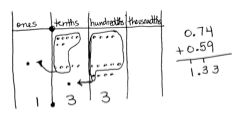 ones tenths hundredths thousandths
0.74
+0.59
1.33
1 . 3 3